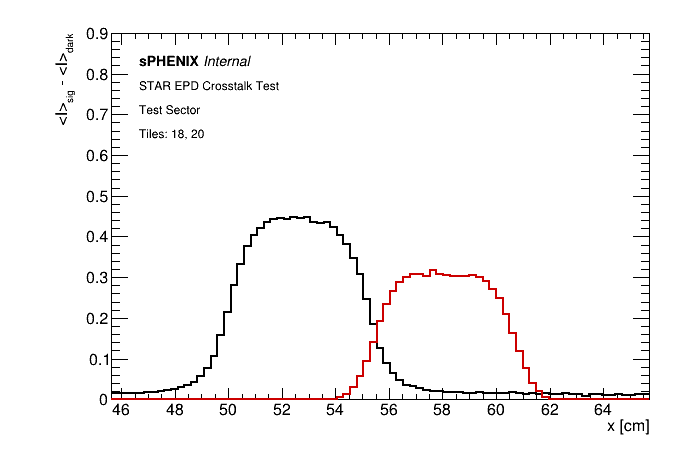 0.9
0.8
0.7
0.6
0.5
0.4
0.3
0.2
0.1
0
<I>sig - <I>dark
sPHENIX Internal
STAR EPD Crosstalk Test
Test Sector
Tiles: 18, 20
46 48 50 52 54 56 58 60 62 64
x [cm]